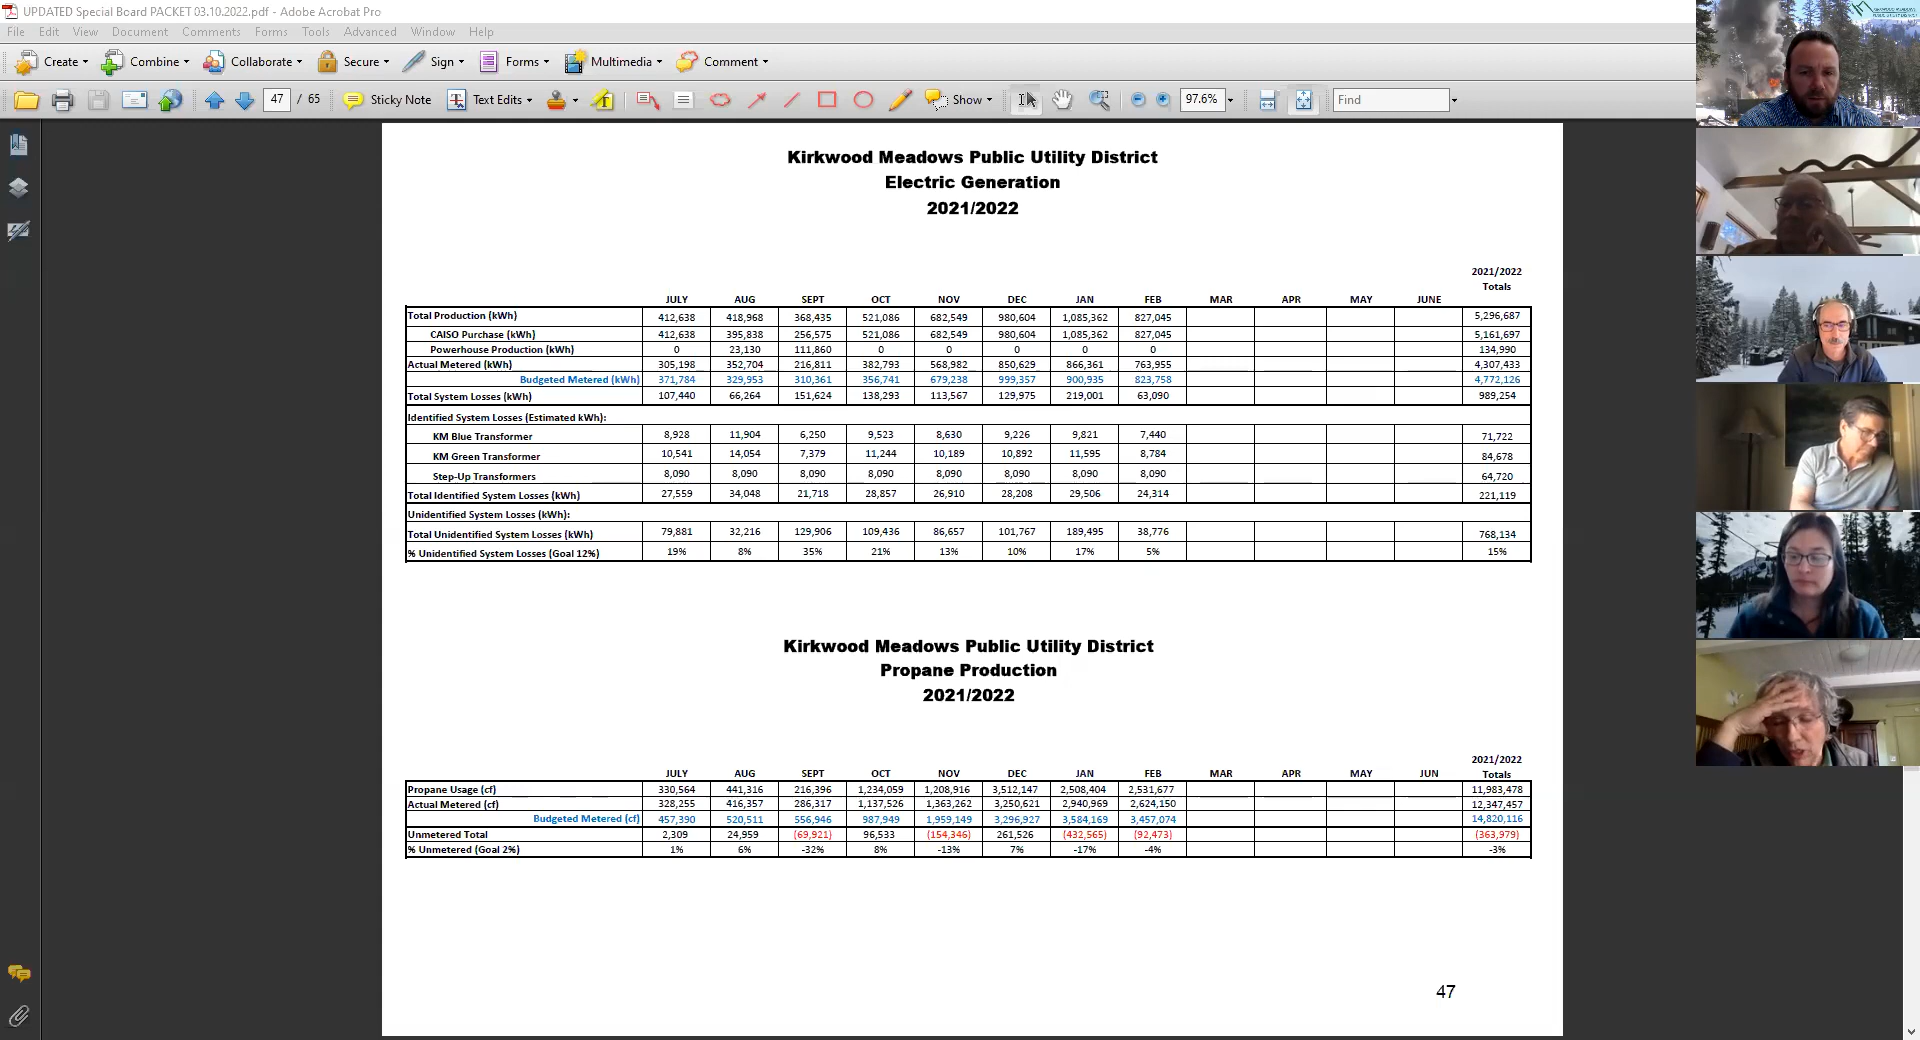 UPDATED Special Board PACKET 03.10.2022.pdf - Adobe Acrobat Pro
File Edit View Document Comments Forms Tools Advanced Window Help
Create Combine Collaborate Secure Sign Forms Multimedia Comment
47 / 65 Sticky Note Text Edits Show 97.6% Find
Kirkwood Meadows Public Utility District
Electric Generation
2021/2022
2021/2022
JULY AUG SEPT OCT NOV DEC JAN FEB MAR APR MAY JUNE Totals
Total Production (kWh) 412,638 418,968 368,435 521,086 682,549 980,604 1,085,362 827,045 5,296,687
CAISO Purchase (kWh) 412,638 395,838 256,575 521,086 682,549 980,604 1,085,362 827,045 5,161,697
Powerhouse Production (kWh) 0 23,130 111,860 0 0 0 0 0 134,990
Actual Metered (kWh) 305,198 352,704 216,811 382,793 568,982 850,629 866,361 763,955 4,307,433
Budgeted Metered (kWh) 371,784 329,953 310,361 356,741 679,238 999,357 900,935 823,758 4,772,126
Total System Losses (kWh) 107,440 66,264 151,624 138,293 113,567 129,975 219,001 63,090 989,254
Identified System Losses (Estimated kWh):
KM Blue Transformer 8,928 11,904 6,250 9,523 8,630 9,226 9,821 7,440 71,722
KM Green Transformer 10,541 14,054 7,379 11,244 10,189 10,892 11,595 8,784 84,678
Step-Up Transformers 8,090 8,090 8,090 8,090 8,090 8,090 8,090 8,090 64,720
Total Identified System Losses (kWh) 27,559 34,048 21,718 28,857 26,910 28,208 29,506 24,314 221,119
Unidentified System Losses (kWh):
Total Unidentified System Losses (kWh) 79,881 32,216 129,906 109,436 86,657 101,767 189,495 38,776 768,134
% Unidentified System Losses (Goal 12%) 19% 8% 35% 21% 13% 10% 17% 5% 15%
Kirkwood Meadows Public Utility District
Propane Production
2021/2022
2021/2022
JULY AUG SEPT OCT NOV DEC JAN FEB MAR APR MAY JUN Totals
Propane Usage (cf) 330,564 441,316 216,396 1,234,059 1,208,916 3,512,147 2,508,404 2,531,677 11,983,478
Actual Metered (cf) 328,255 416,357 286,317 1,137,526 1,363,262 3,250,621 2,940,969 2,624,150 12,347,457
Budgeted Metered (cf) 457,390 520,511 556,946 987,949 1,959,149 3,296,927 3,584,169 3,457,074 14,820,116
Unmetered Total 2,309 24,959 (69,921) 96,533 (154,346) 261,526 (432,565) (92,473) (363,979)
% Unmetered (Goal 2%) 1% 6% -32% 8% -13% 7% -17% -4% -3%
47